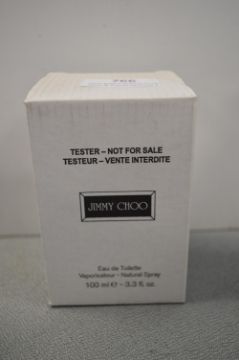 TESTER – NOT FOR SALE
TESTEUR – VENTE INTERDITE
JIMMY CHOO
Eau de Toilette
Vaporisateur - Natural Spray
100 ml ℮ - 3.3 fl. oz.